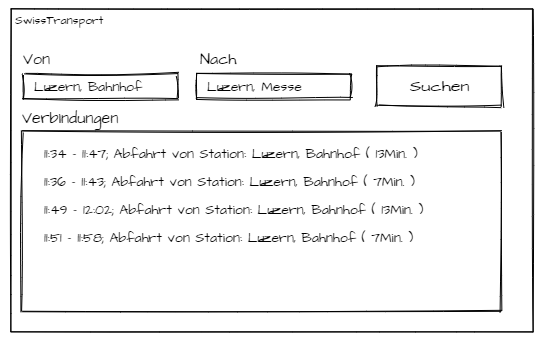 SwissTransport
Von
Nach
Luzern, Bahnhof
Luzern, Messe
Suchen
Verbindungen
11:34 - 11:47; Abfahrt von Station: Luzern, Bahnhof ( 13Min. )
11:36 - 11:43; Abfahrt von Station: Luzern, Bahnhof ( 7Min. )
11:49 - 12:02; Abfahrt von Station: Luzern, Bahnhof ( 13Min. )
11:51 - 11:58; Abfahrt von Station: Luzern, Bahnhof ( 7Min. )